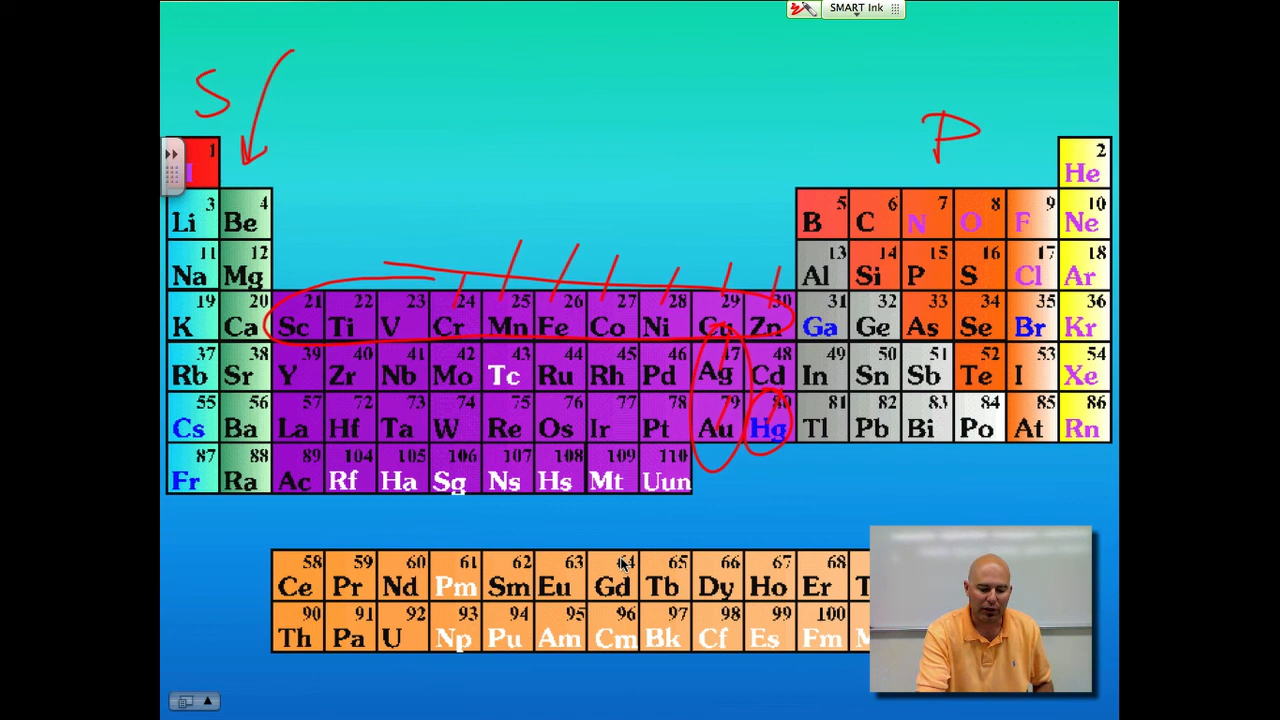 SMART Ink
S
P
1 2
He
3 4 5 6 7 8 9 10
Li Be B C N O F Ne
11 12 13 14 15 16 17 18
Na Mg Al Si P S Cl Ar
19 20 21 22 23 24 25 26 27 28 29 30 31 32 33 34 35 36
K Ca Sc Ti V Cr Mn Fe Co Ni Cu Zn Ga Ge As Se Br Kr
37 38 39 40 41 42 43 44 45 46 47 48 49 50 51 52 53 54
Rb Sr Y Zr Nb Mo Tc Ru Rh Pd Ag Cd In Sn Sb Te I Xe
55 56 57 72 73 74 75 76 77 78 79 80 81 82 83 84 85 86
Cs Ba La Hf Ta W Re Os Ir Pt Au Hg Tl Pb Bi Po At Rn
87 88 89 104 105 106 107 108 109 110
Fr Ra Ac Rf Ha Sg Ns Hs Mt Uun
58 59 60 61 62 63 64 65 66 67 68
Ce Pr Nd Pm Sm Eu Gd Tb Dy Ho Er T
90 91 92 93 94 95 96 97 98 99 100
Th Pa U Np Pu Am Cm Bk Cf Es Fm